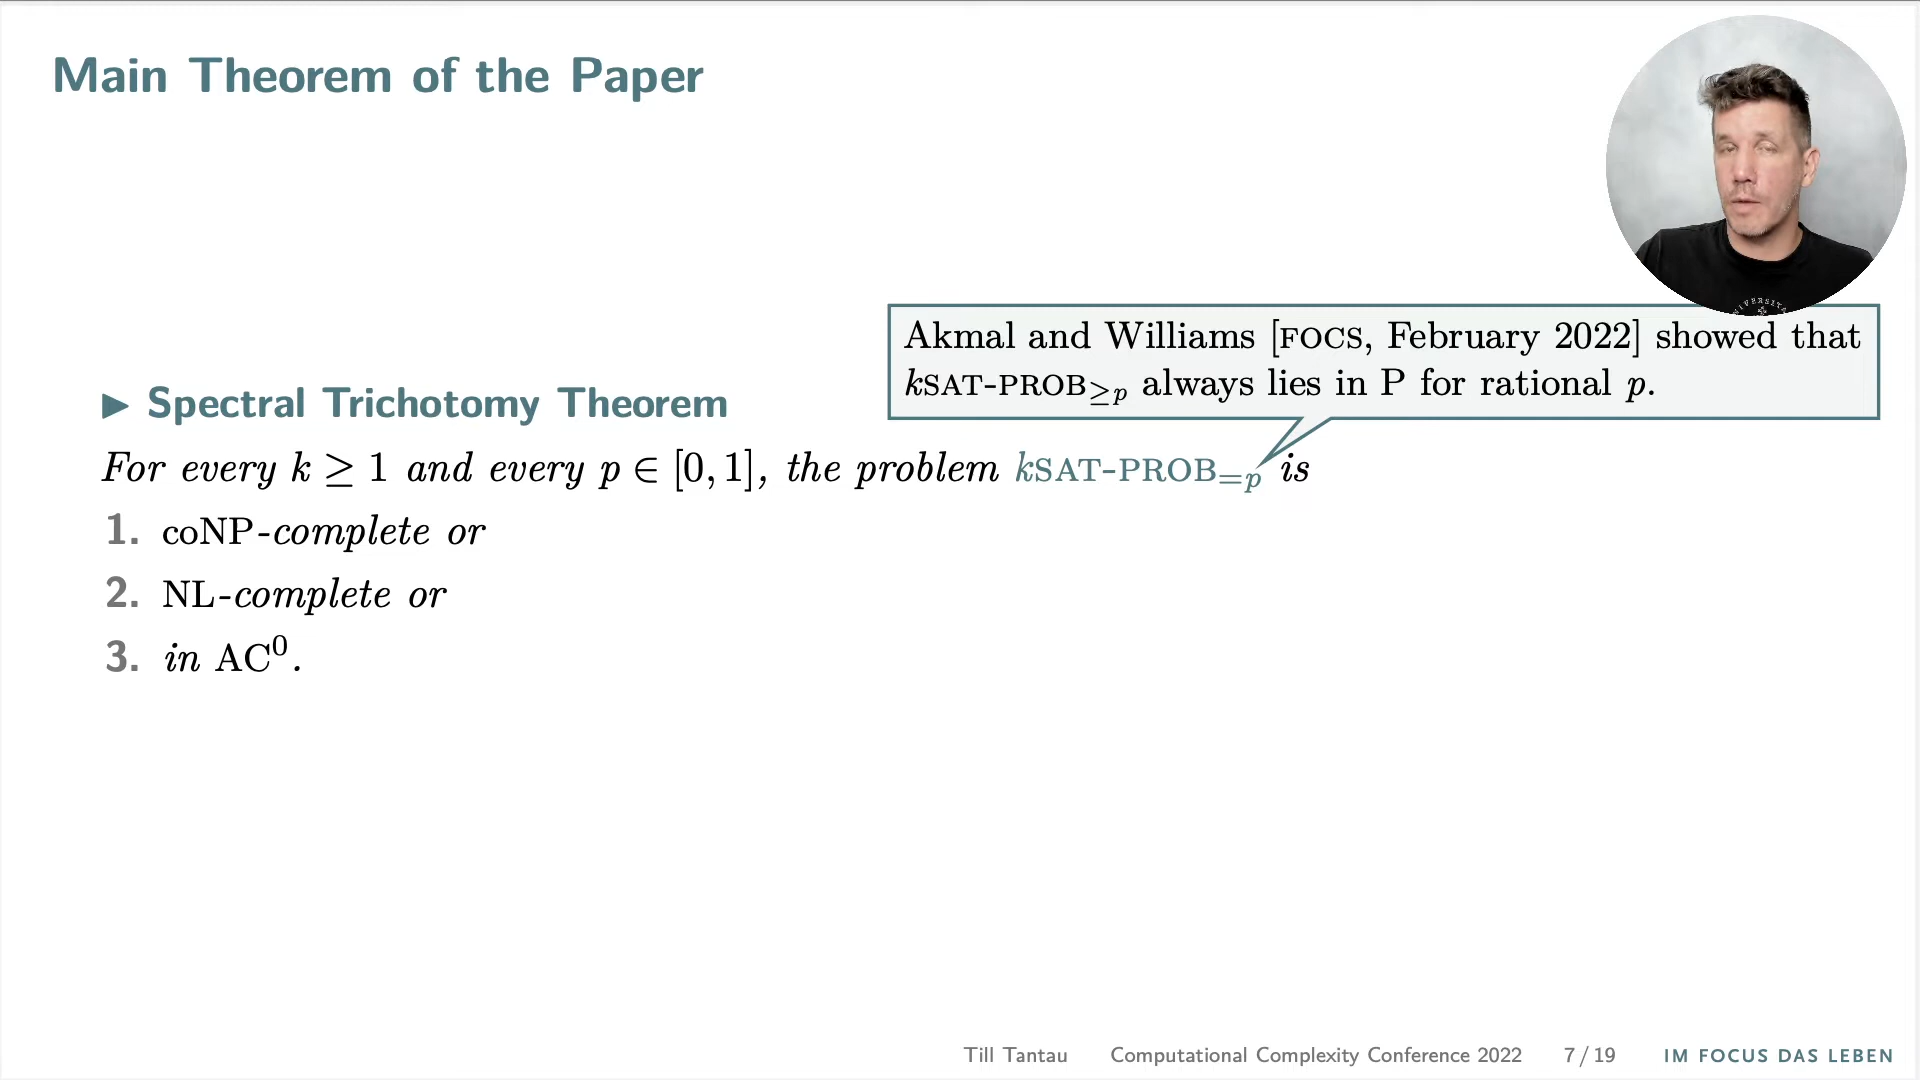 Main Theorem of the Paper
Akmal and Williams [FOCS, February 2022] showed that
kSAT-PROB≥p always lies in P for rational p.
▶ Spectral Trichotomy Theorem
For every k ≥ 1 and every p ∈ [0, 1], the problem kSAT-PROB=p is
1. coNP-complete or
2. NL-complete or
3. in AC⁰.
Till Tantau Computational Complexity Conference 2022 7 / 19 IM FOCUS DAS LEBEN